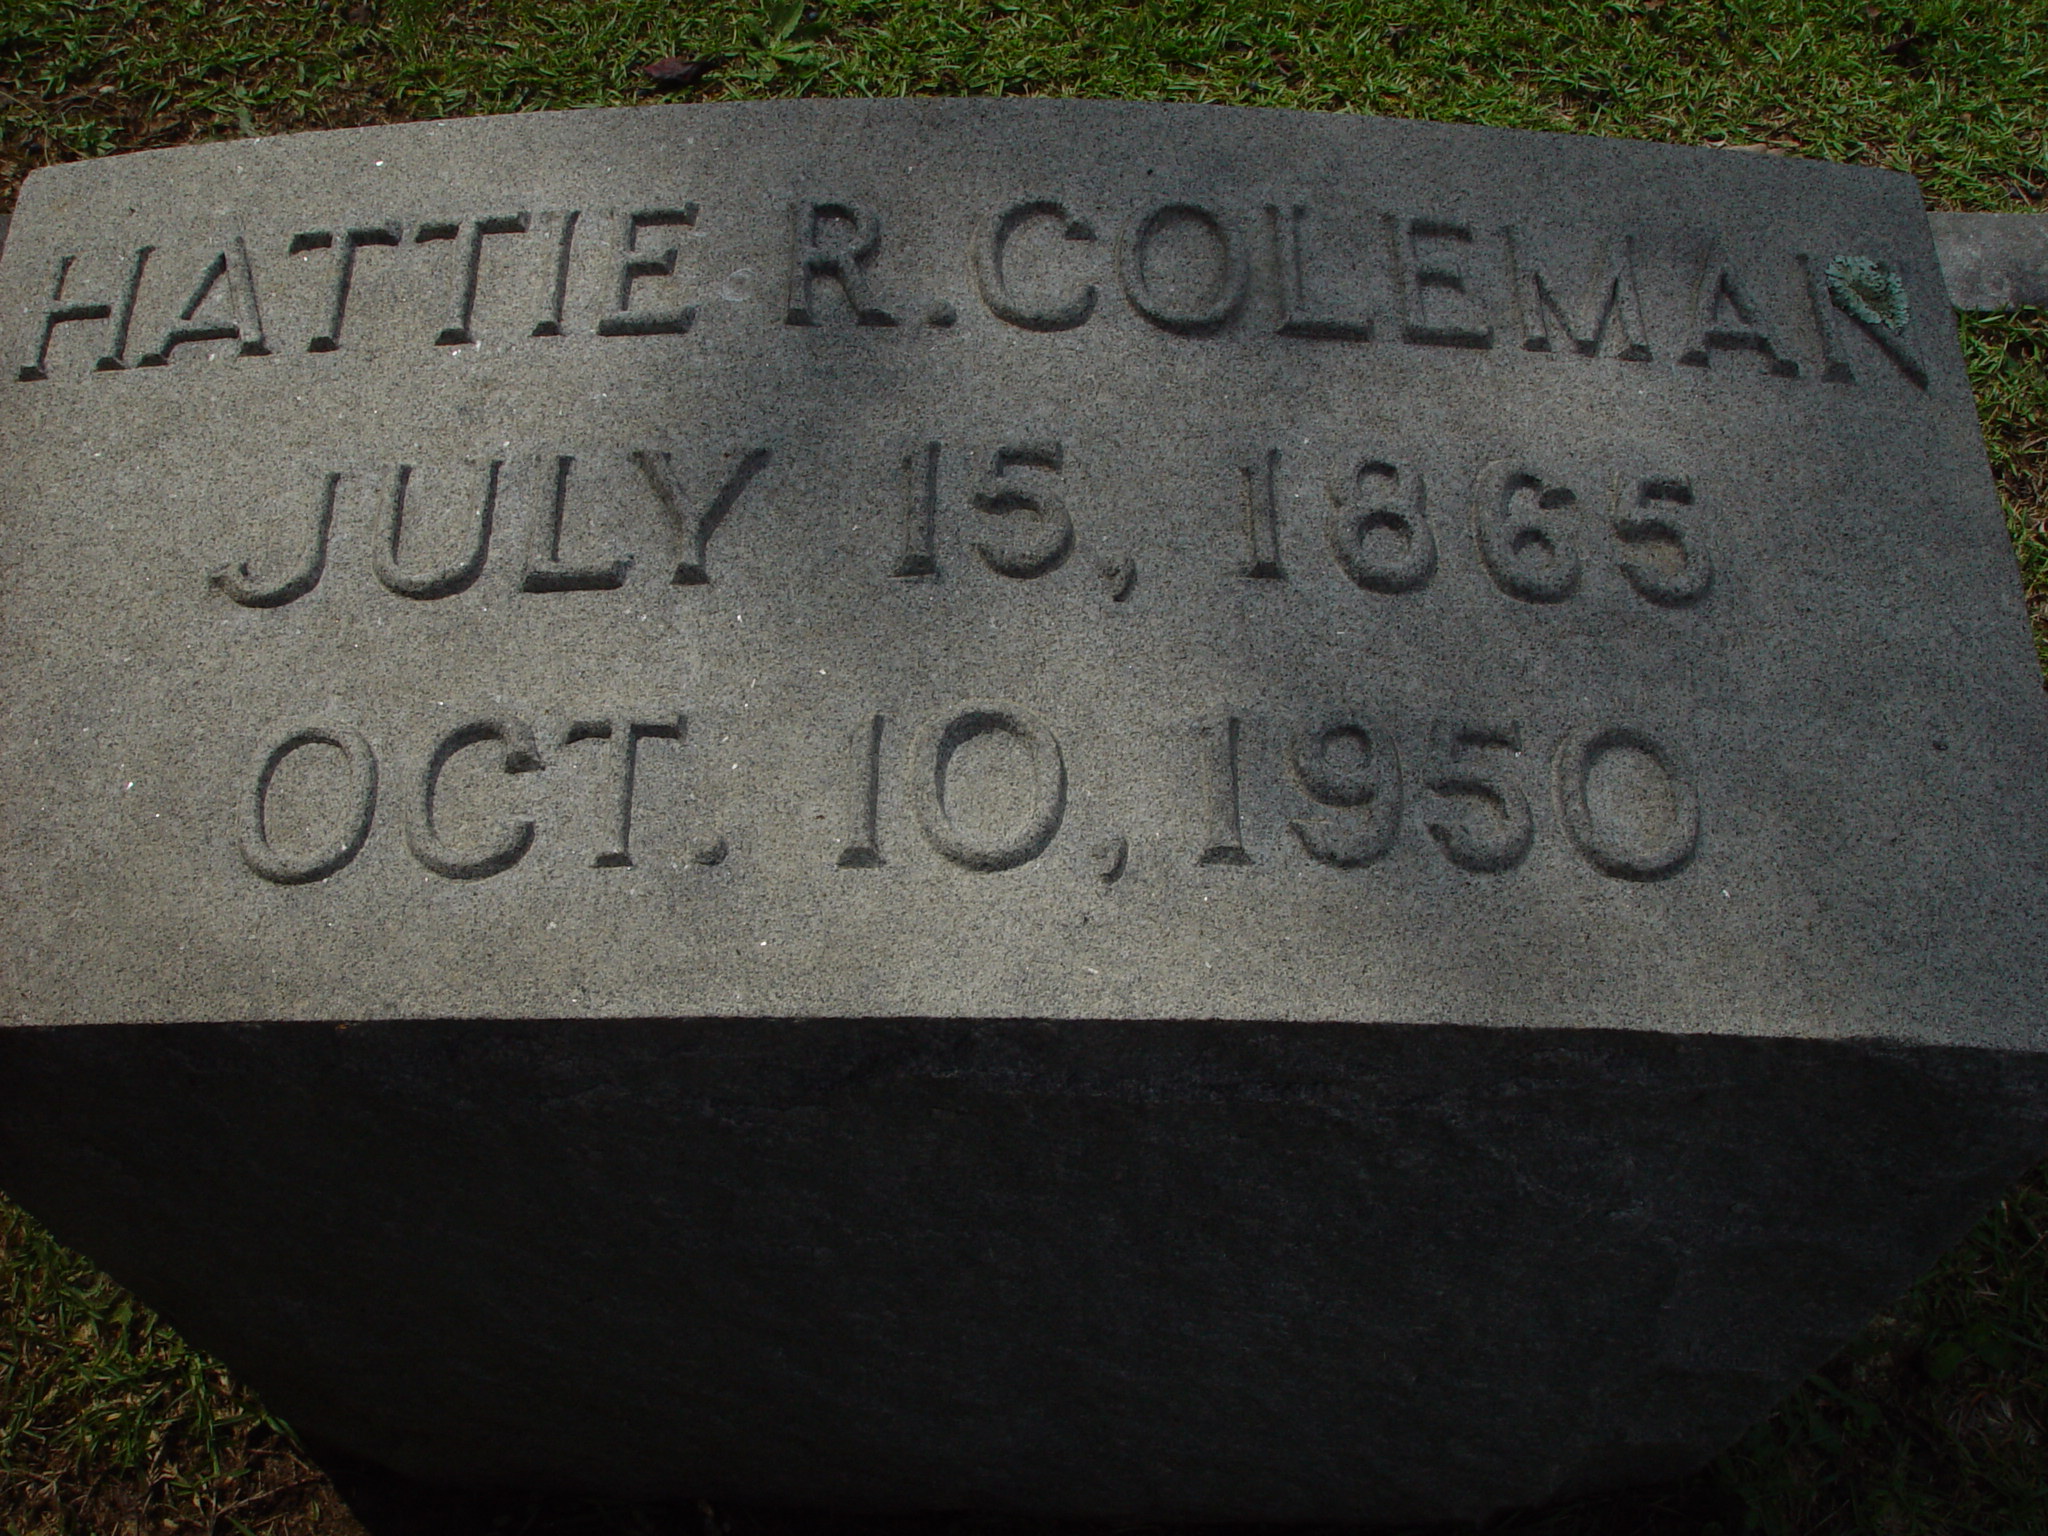 HATTIE R. COLEMAN
JULY 15, 1865
OCT. 10, 1950